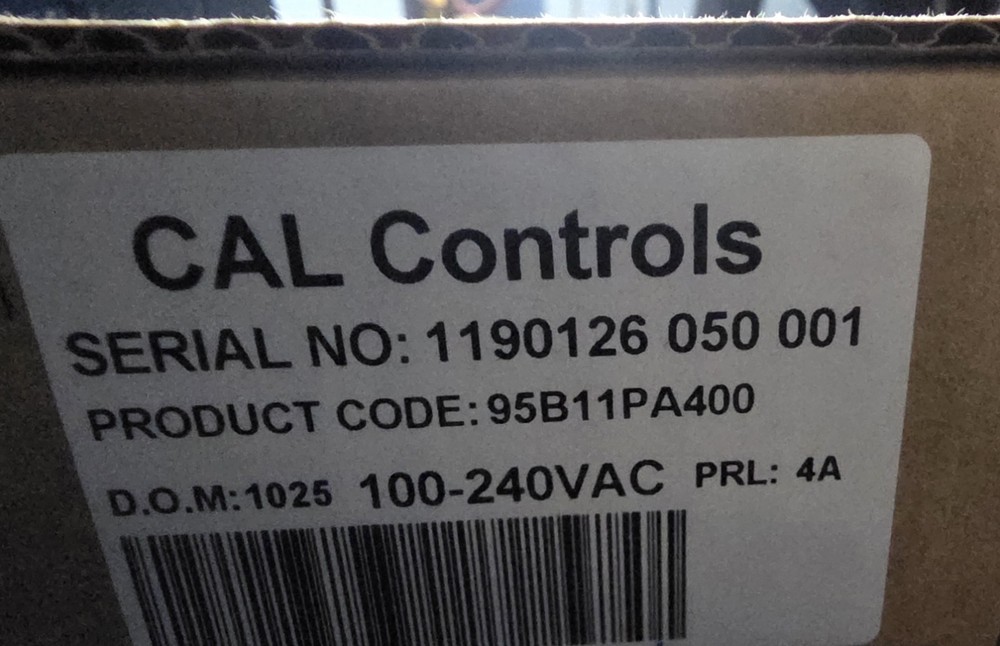 CAL Controls
SERIAL NO: 1190126 050 001
PRODUCT CODE: 95B11PA400
D.O.M: 1025 100-240VAC PRL: 4A